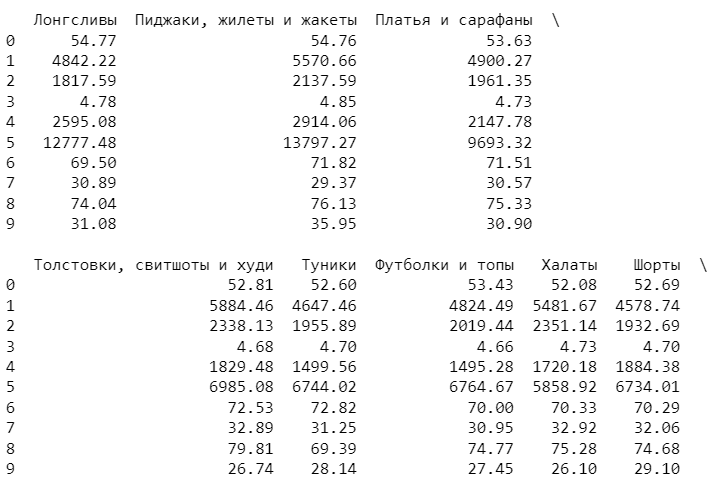 Лонгсливы  Пиджаки, жилеты и жакеты  Платья и сарафаны  \
0      54.77                     54.76              53.63
1    4842.22                   5570.66            4900.27
2    1817.59                   2137.59            1961.35
3       4.78                      4.85               4.73
4    2595.08                   2914.06            2147.78
5   12777.48                  13797.27            9693.32
6      69.50                     71.82              71.51
7      30.89                     29.37              30.57
8      74.04                     76.13              75.33
9      31.08                     35.95              30.90
Толстовки, свитшоты и худи   Туники  Футболки и топы   Халаты    Шорты  \
0                       52.81    52.60            53.43    52.08    52.69
1                     5884.46  4647.46          4824.49  5481.67  4578.74
2                     2338.13  1955.89          2019.44  2351.14  1932.69
3                        4.68     4.70             4.66     4.73     4.70
4                     1829.48  1499.56          1495.28  1720.18  1884.38
5                     6985.08  6744.02          6764.67  5858.92  6734.01
6                       72.53    72.82            70.00    70.33    70.29
7                       32.89    31.25            30.95    32.92    32.06
8                       79.81    69.39            74.77    75.28    74.68
9                       26.74    28.14            27.45    26.10    29.10